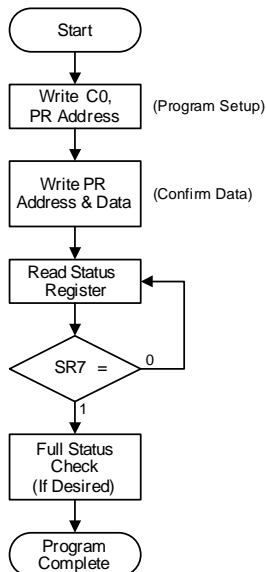 Start
Write C0,
PR Address
(Program Setup)
Write PR
Address & Data
(Confirm Data)
Read Status
Register
SR7 =
0
1
Full Status
Check
(If Desired)
Program
Complete